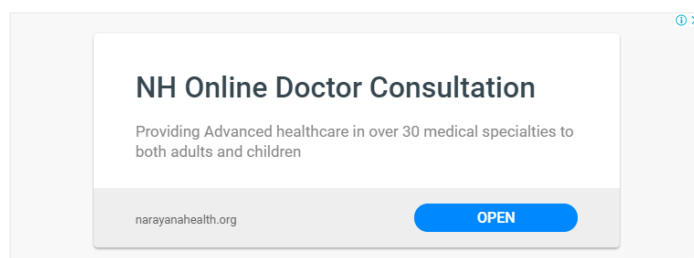 NH Online Doctor Consultation
Providing Advanced healthcare in over 30 medical specialties to
both adults and children
narayanahealth.org
OPEN